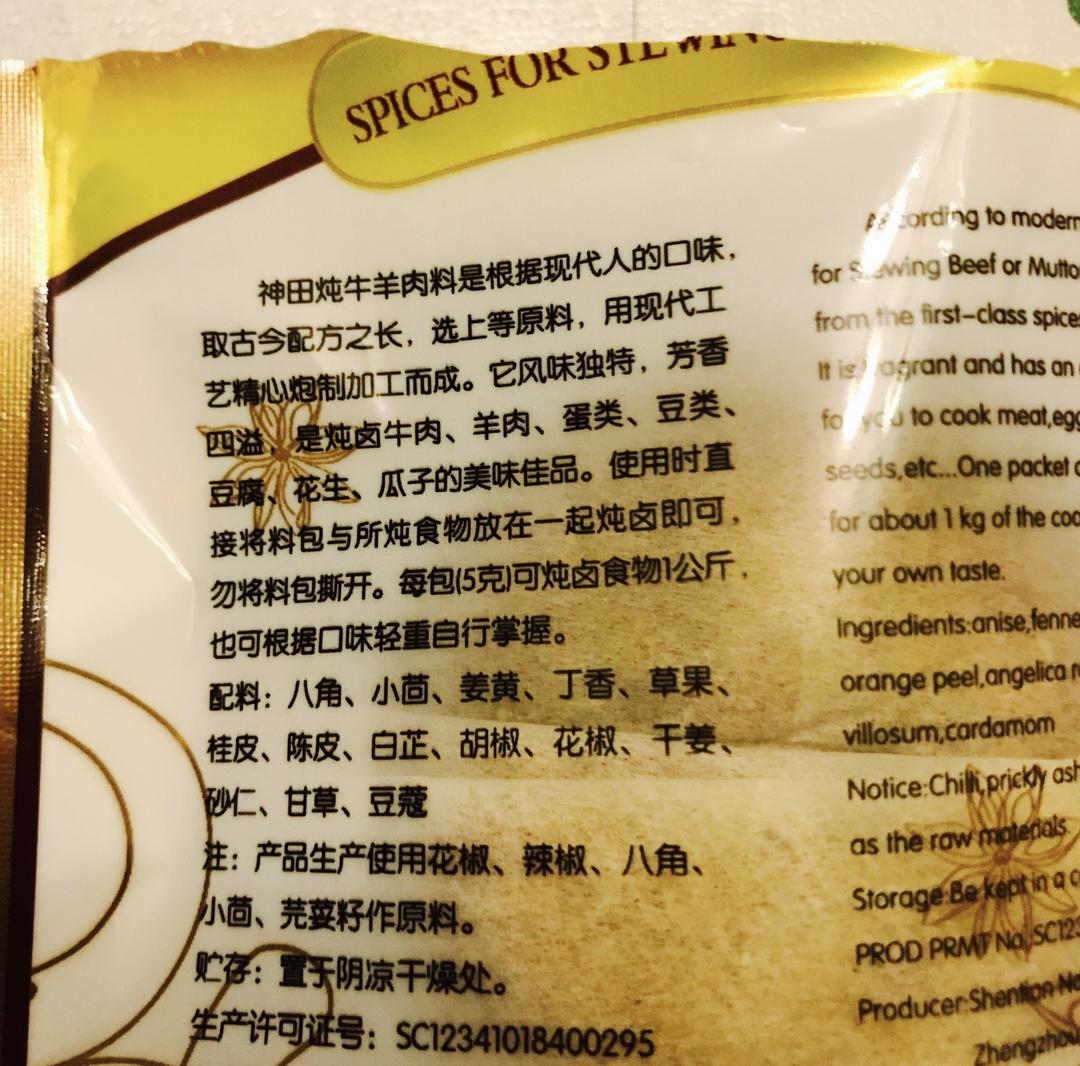 SPICES FOR STEWING
神田炖牛羊肉料是根据现代人的口味，
取古今配方之长，选上等原料，用现代工
艺精心炮制加工而成。它风味独特，芳香
四溢，是炖卤牛肉、羊肉、蛋类、豆类、
豆腐、花生、瓜子的美味佳品。使用时直
接将料包与所炖食物放在一起炖卤即可，
勿将料包撕开。每包(5克)可炖卤食物1公斤，
也可根据口味轻重自行掌握。
配料：八角、小茴、姜黄、丁香、草果、
桂皮、陈皮、白芷、胡椒、花椒、干姜、
砂仁、甘草、豆蔻
注：产品生产使用花椒、辣椒、八角、
小茴、芫荽籽作原料。
贮存：置于阴凉干燥处。
生产许可证号：SC12341018400295
According to modern
for Stewing Beef or Mutto
from the first-class spices
It is fragrant and has an
for you to cook meat,egg
seeds,etc...One packet
for about 1 kg of the
your own taste.
Ingredients:anise,fenne
orange peel,angelica
villosum,cardamom
Notice:Chilli,prickly ash
as the raw materials.
Storage:Be kept in a
PROD PRMT No.:SC123
Producer:Shentian
Zhengzhou